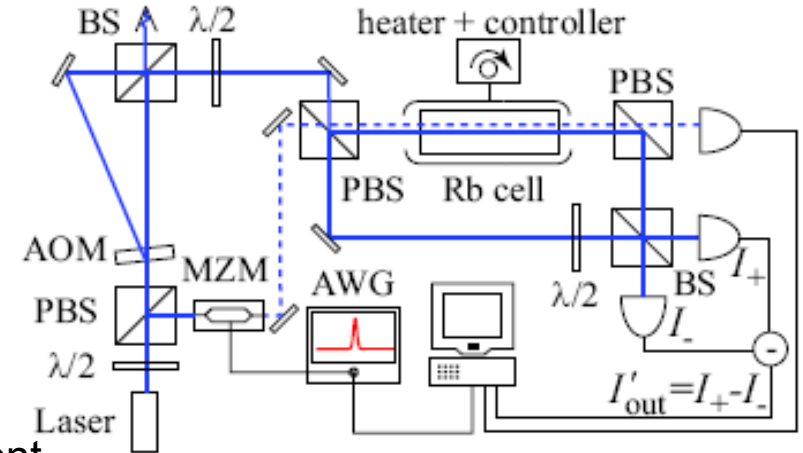 BS
λ/2
heater + controller
PBS
PBS
Rb cell
AOM
MZM
AWG
λ/2
BS
I₊
PBS
I₋
-
λ/2
I'ₒᵤₜ=I₊-I₋
Laser